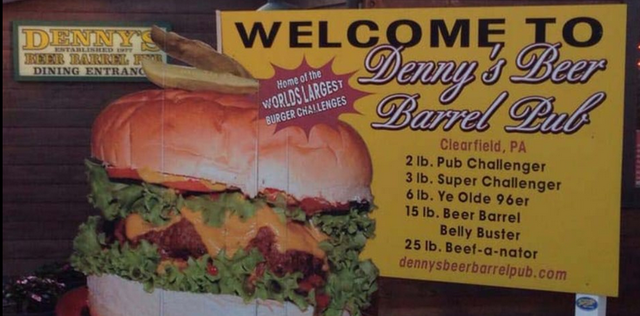 DENNY'S
ESTABLISHED 1977
BEER BARREL PUB
DINING ENTRANC
WELCOME TO
Denny's Beer
Barrel Pub
Home of the
WORLDS LARGEST
BURGER CHALLENGES
Clearfield, PA
2 lb. Pub Challenger
3 lb. Super Challenger
6 lb. Ye Olde 96er
15 lb. Beer Barrel
Belly Buster
25 lb. Beef-a-nator
dennysbeerbarrelpub.com